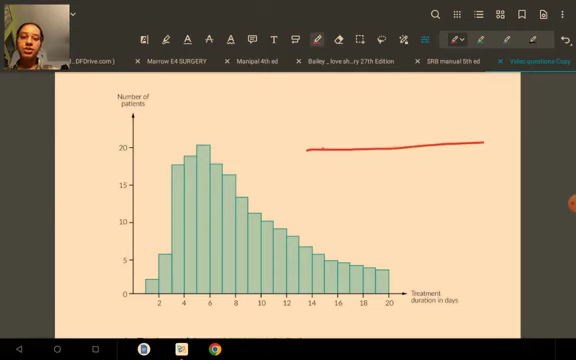 DFDrive.com )
Marrow E4 SURGERY
Manipal 4th ed
Bailey _ love sh...ry 27th Edition
SRB manual 5th ed
Valex questions Copy
Number of
patients
20
15
10
5
0
2 4 6 8 10 12 14 16 18 20
Treatment
duration in days